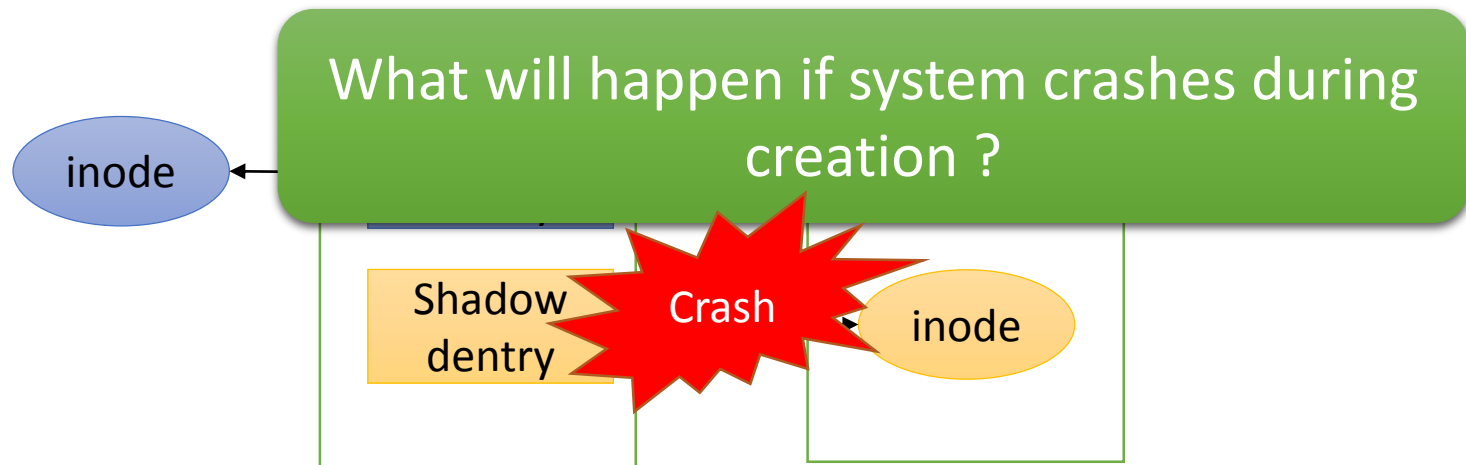 What will happen if system crashes during
creation ?
inode
Shadow
dentry
Crash
inode